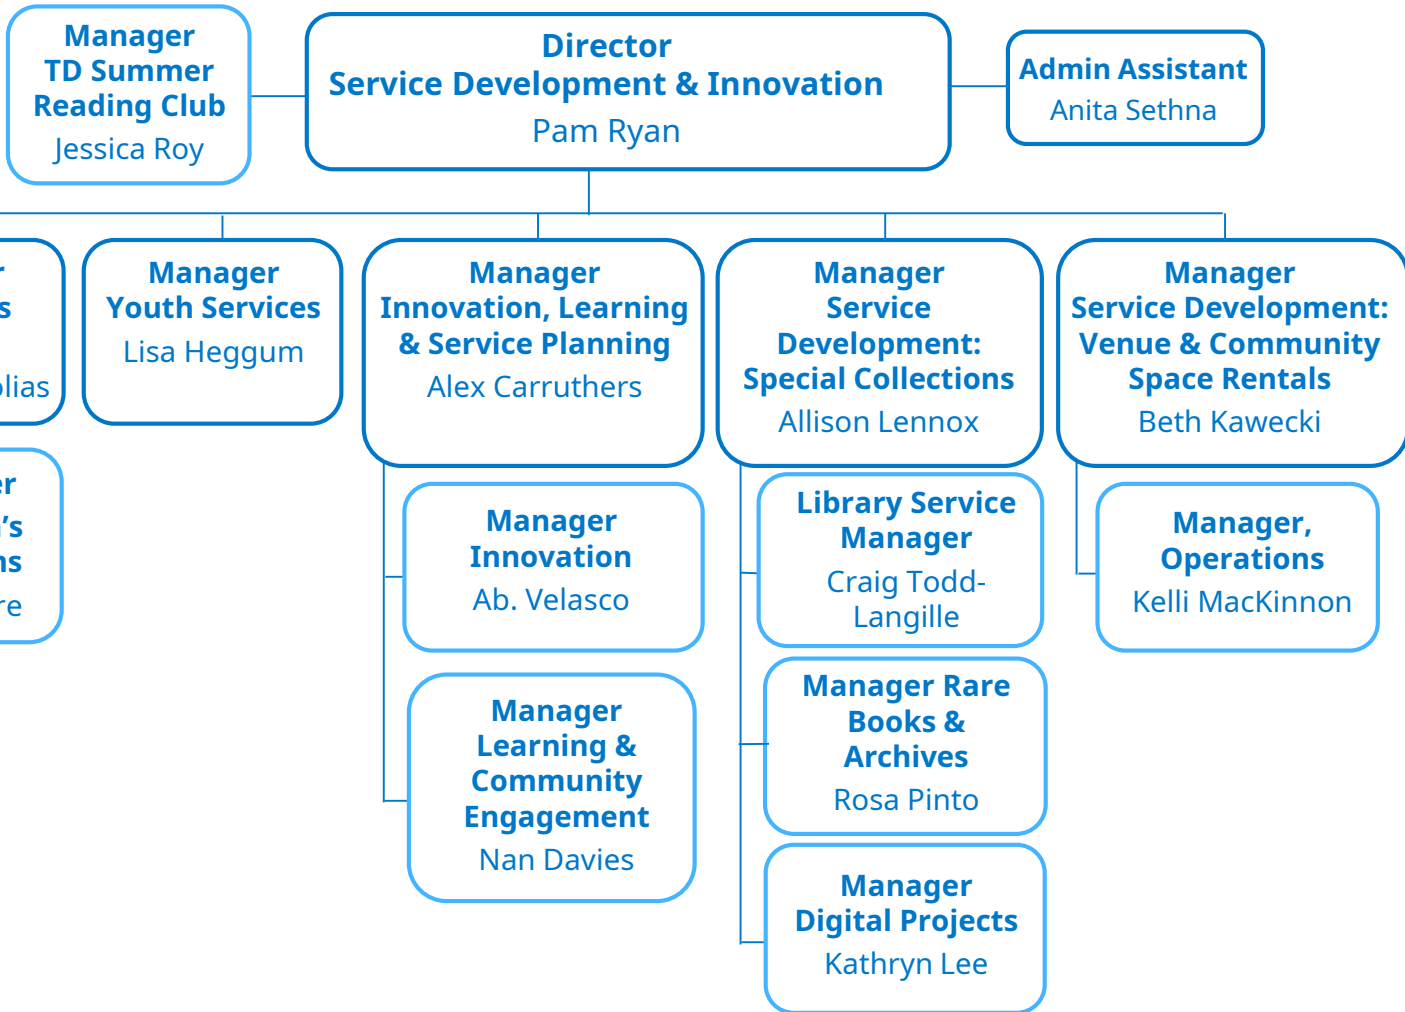 Manager
TD Summer
Reading Club
Jessica Roy
Director
Service Development & Innovation
Pam Ryan
Admin Assistant
Anita Sethna
Manager
Youth Services
Lisa Heggum
Manager
Innovation, Learning
& Service Planning
Alex Carruthers
Manager
Service
Development:
Special Collections
Allison Lennox
Manager
Service Development:
Venue & Community
Space Rentals
Beth Kawecki
Manager
Innovation
Ab. Velasco
Manager
Learning &
Community
Engagement
Nan Davies
Library Service
Manager
Craig Todd-
Langille
Manager Rare
Books &
Archives
Rosa Pinto
Manager
Digital Projects
Kathryn Lee
Manager,
Operations
Kelli MacKinnon